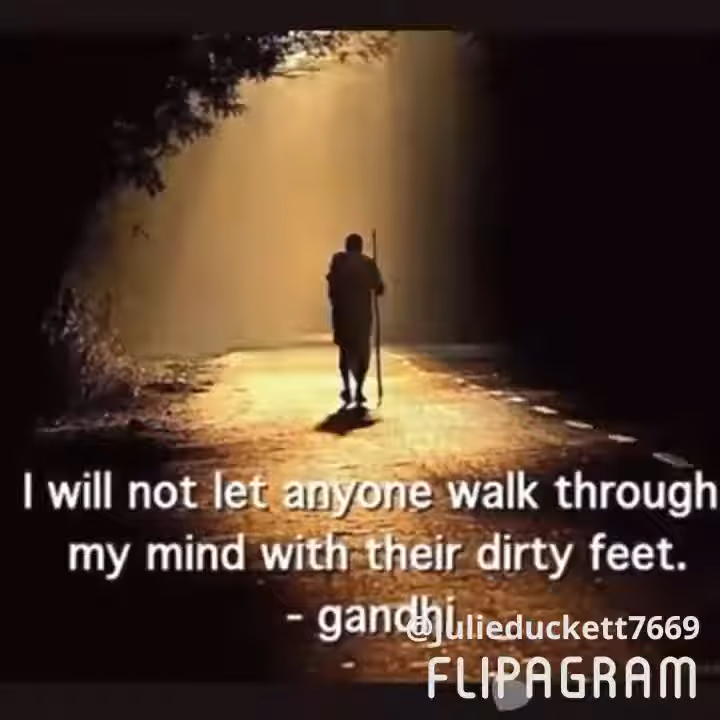 I will not let anyone walk through
my mind with their dirty feet.
- gandhi
@julieduckett7669
FLIPAGRAM